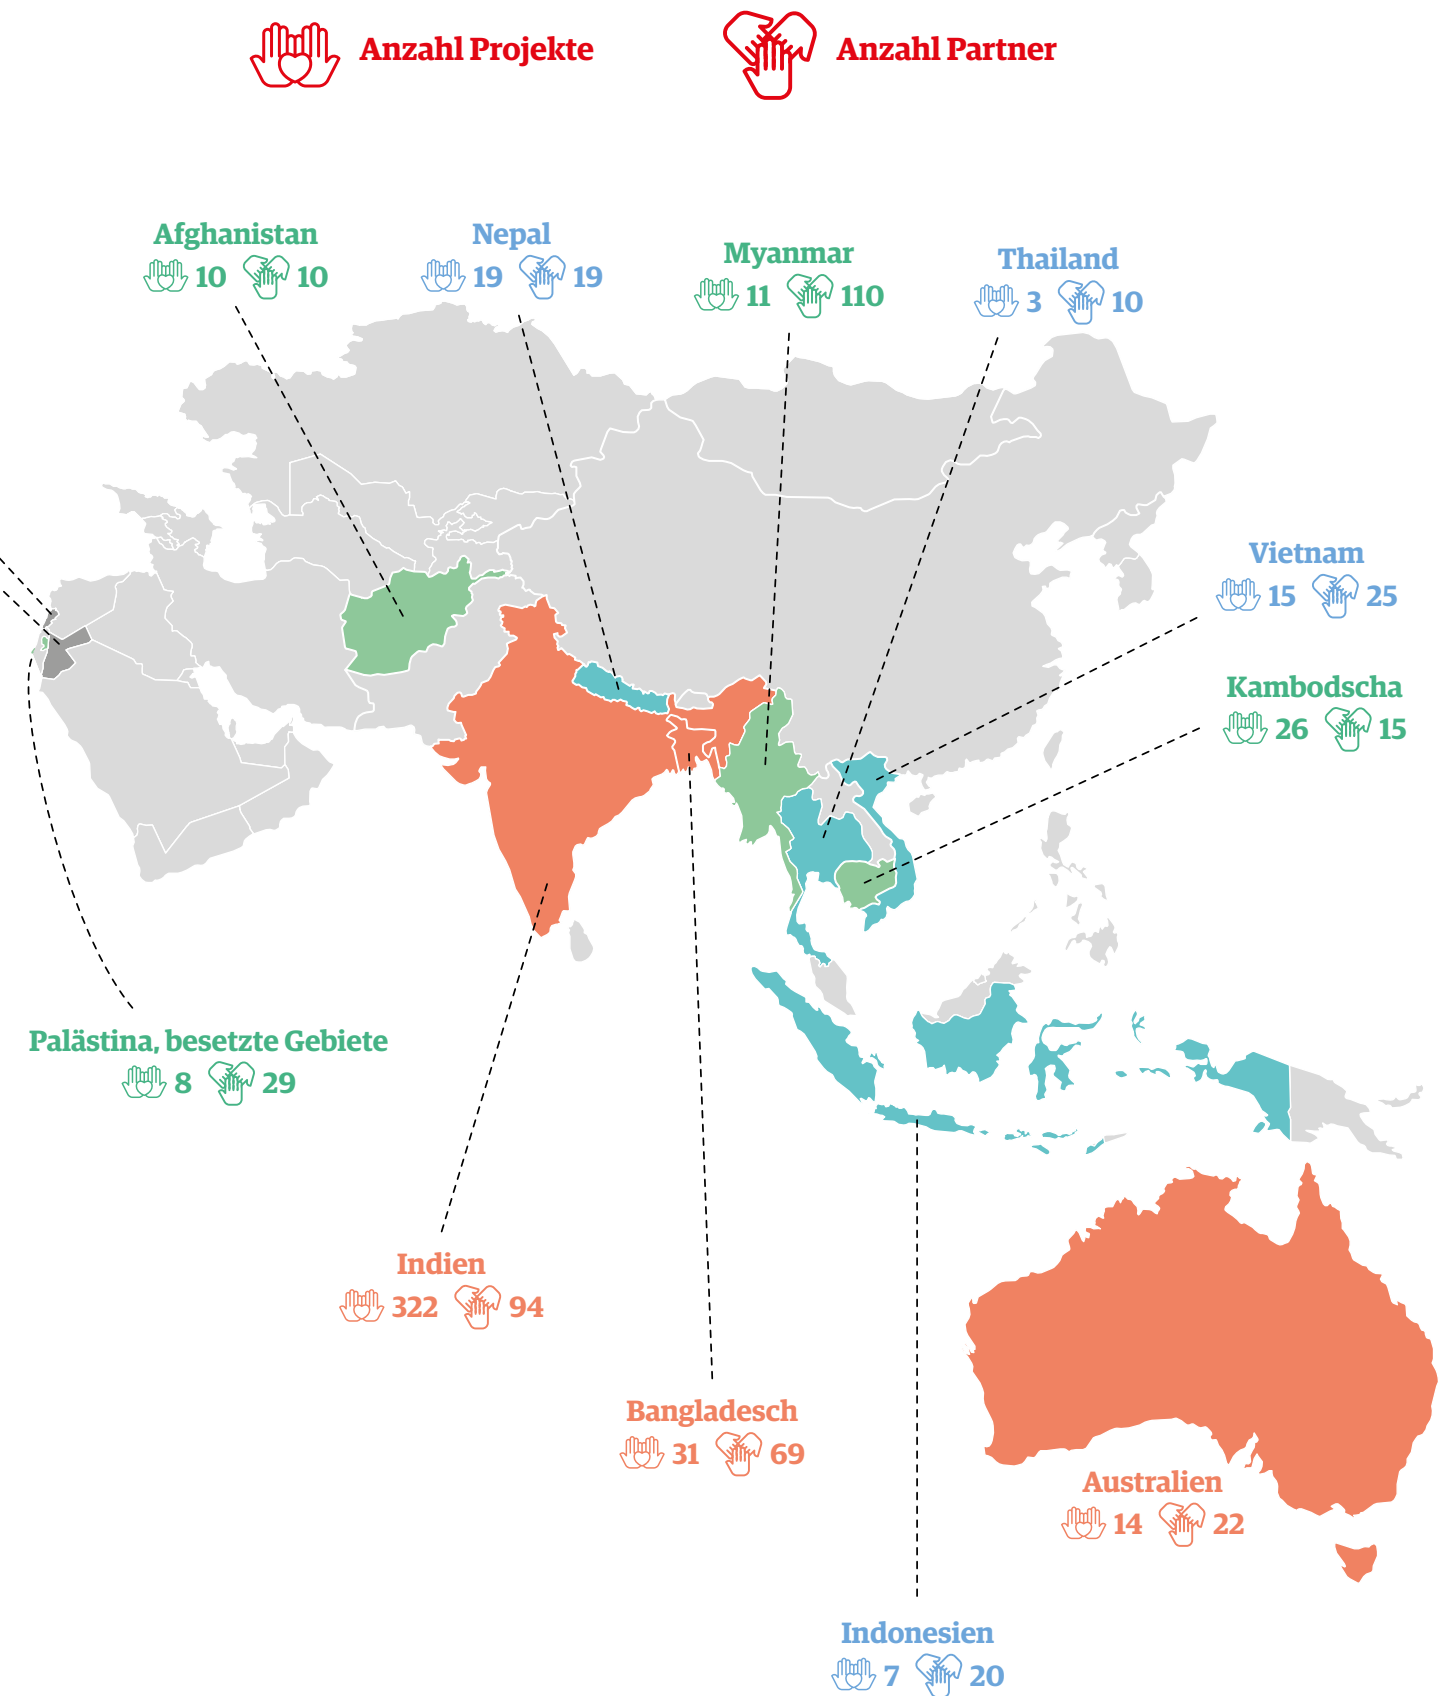 Anzahl Projekte
Anzahl Partner
Afghanistan
10 10
Nepal
19 19
Myanmar
11 110
Thailand
3 10
Vietnam
15 25
Kambodscha
26 15
Palästina, besetzte Gebiete
8 29
Indien
322 94
Bangladesch
31 69
Australien
14 22
Indonesien
7 20